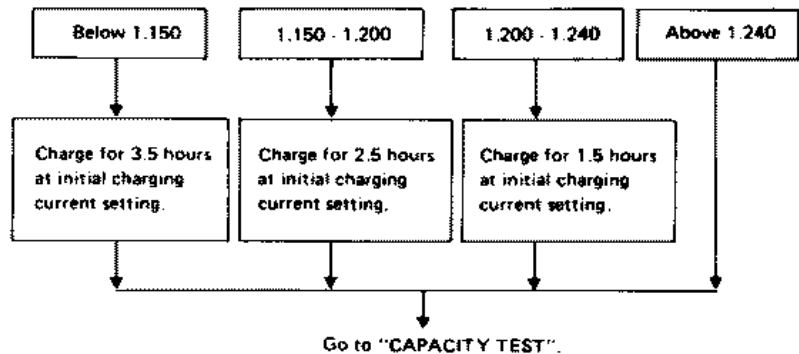 Below 1.150
1.150 - 1.200
1.200 - 1.240
Above 1.240
Charge for 3.5 hours
at initial charging
current setting.
Charge for 2.5 hours
at initial charging
current setting.
Charge for 1.5 hours
at initial charging
current setting.
Go to "CAPACITY TEST".